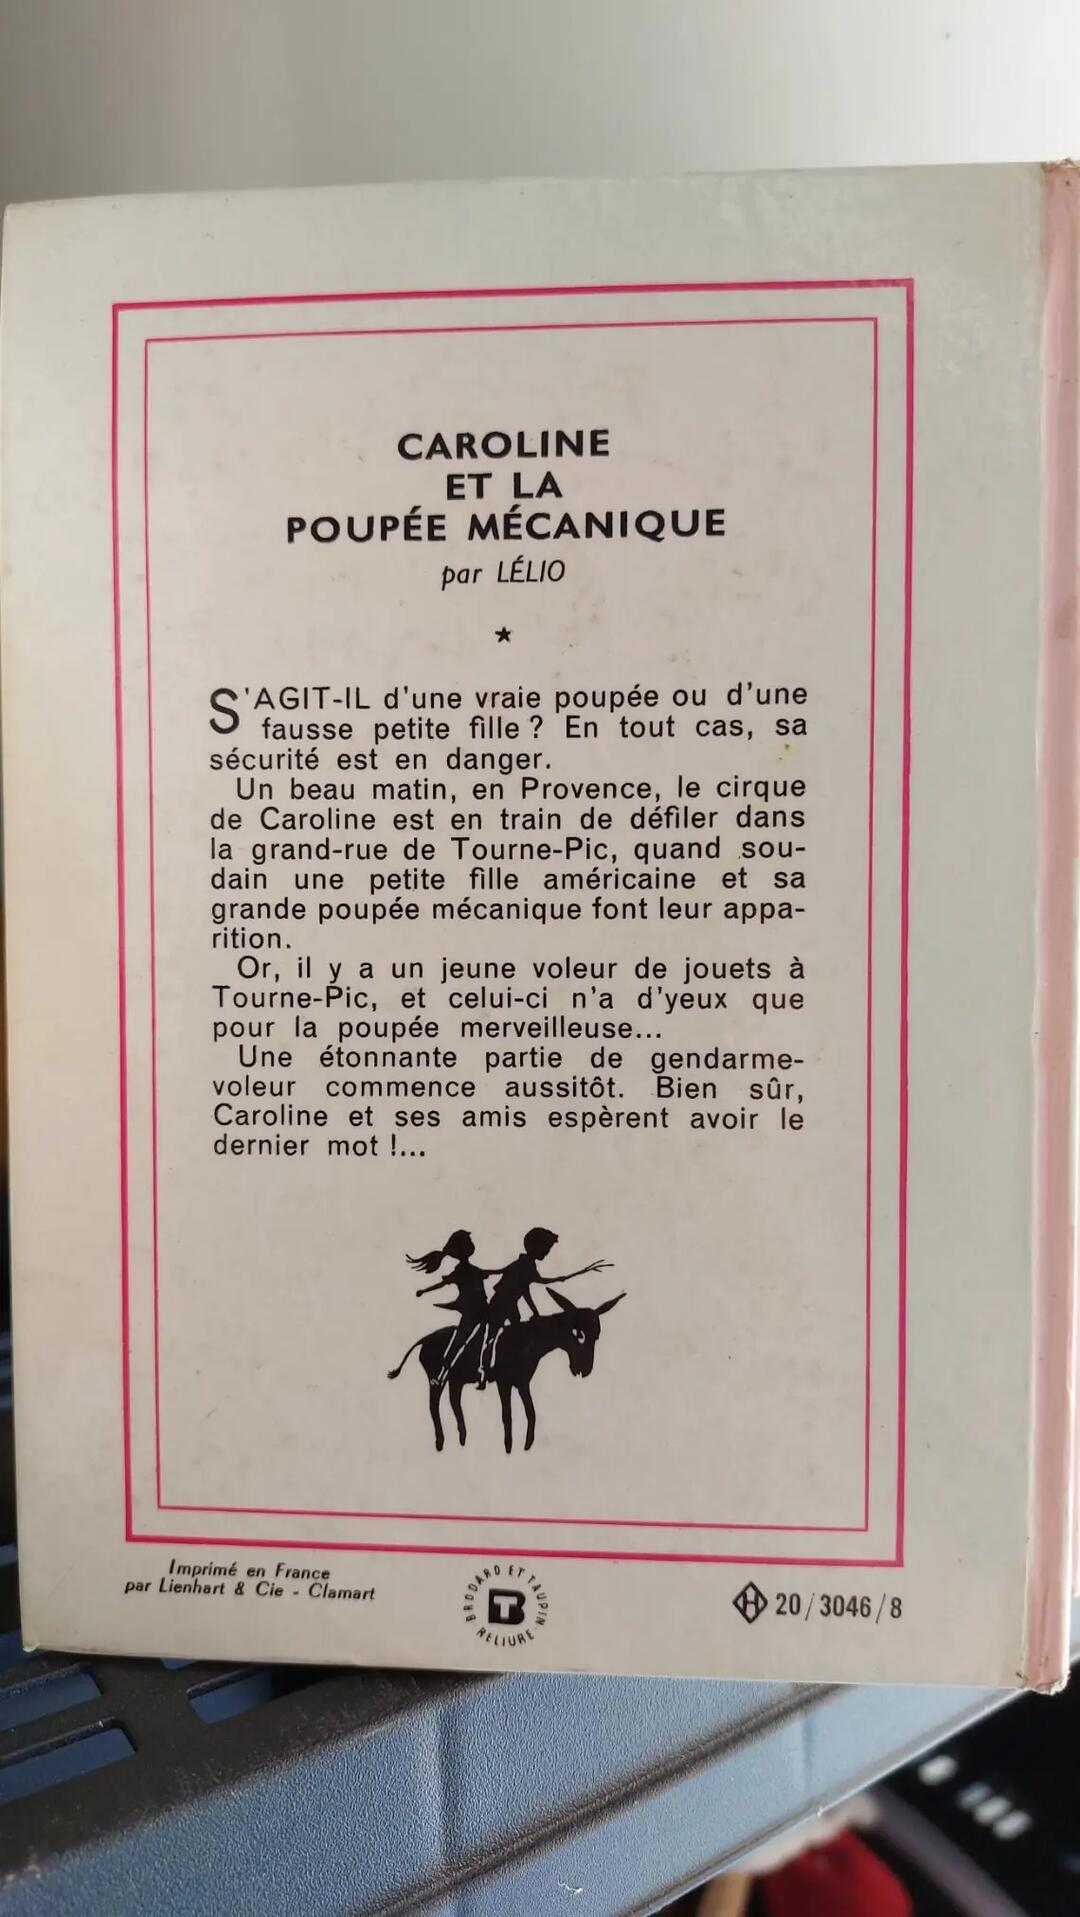 CAROLINE
ET LA
POUPÉE MÉCANIQUE
par LÉLIO
S'AGIT-IL d'une vraie poupée ou d'une
fausse petite fille ? En tout cas, sa
sécurité est en danger.
Un beau matin, en Provence, le cirque
de Caroline est en train de défiler dans
la grand-rue de Tourne-Pic, quand sou-
dain une petite fille américaine et sa
grande poupée mécanique font leur appa-
rition.
Or, il y a un jeune voleur de jouets à
Tourne-Pic, et celui-ci n'a d'yeux que
pour la poupée merveilleuse...
Une étonnante partie de gendarme-
voleur commence aussitôt. Bien sûr,
Caroline et ses amis espèrent avoir le
dernier mot !...
Imprimé en France
par Lienhart & Cie - Clamart
BRODARD ET TAUPIN
BT
RELIURE
H 20/3046/8